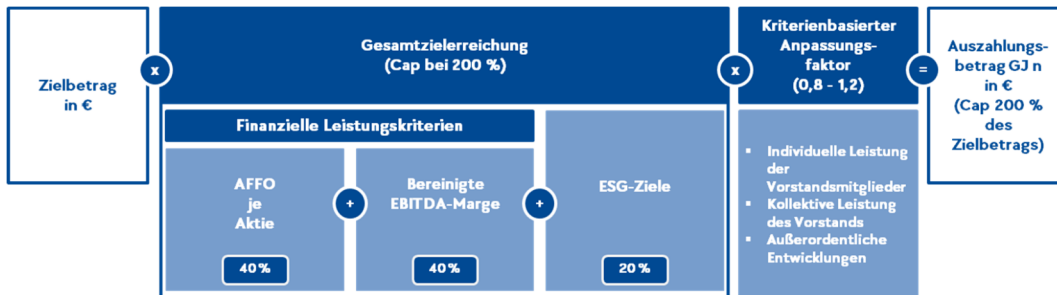 Zielbetrag
in €
x
Gesamtzielerreichung
(Cap bei 200 %)
x
Kriterienbasierter
Anpassungs-
faktor
(0,8 - 1,2)
=
Auszahlungs-
betrag GJ n
in €
(Cap 200 %
des
Zielbetrags)
Finanzielle Leistungskriterien
AFFO
je
Aktie
40 %
+
Bereinigte
EBITDA-Marge
40 %
+
ESG-Ziele
20 %
▪ Individuelle Leistung
der
Vorstandsmitglieder
▪ Kollektive Leistung
des Vorstands
▪ Außerordentliche
Entwicklungen